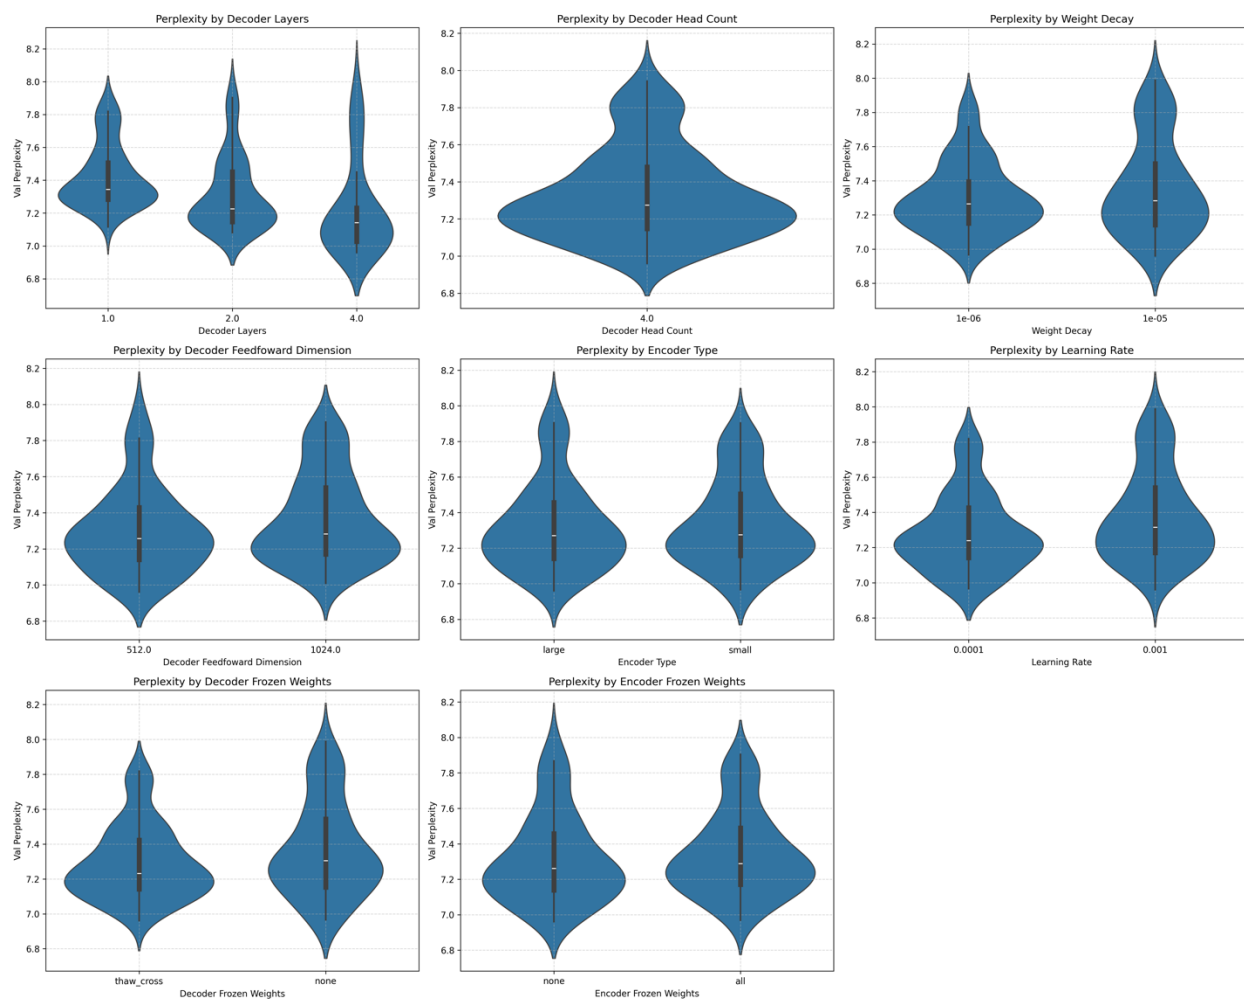 Perplexity by Decoder Layers
8.2
8.0
7.8
7.6
7.4
7.2
7.0
6.8
Val Perplexity
1.0 2.0 4.0
Decoder Layers
Perplexity by Decoder Head Count
8.2
8.0
7.8
7.6
7.4
7.2
7.0
6.8
Val Perplexity
4.0
Decoder Head Count
Perplexity by Weight Decay
8.2
8.0
7.8
7.6
7.4
7.2
7.0
6.8
Val Perplexity
1e-06 1e-05
Weight Decay
Perplexity by Decoder Feedfoward Dimension
8.2
8.0
7.8
7.6
7.4
7.2
7.0
6.8
Val Perplexity
512.0 1024.0
Decoder Feedfoward Dimension
Perplexity by Encoder Type
8.2
8.0
7.8
7.6
7.4
7.2
7.0
6.8
Val Perplexity
large small
Encoder Type
Perplexity by Learning Rate
8.2
8.0
7.8
7.6
7.4
7.2
7.0
6.8
Val Perplexity
0.0001 0.001
Learning Rate
Perplexity by Decoder Frozen Weights
8.2
8.0
7.8
7.6
7.4
7.2
7.0
6.8
Val Perplexity
thaw_cross none
Decoder Frozen Weights
Perplexity by Encoder Frozen Weights
8.2
8.0
7.8
7.6
7.4
7.2
7.0
6.8
Val Perplexity
none all
Encoder Frozen Weights